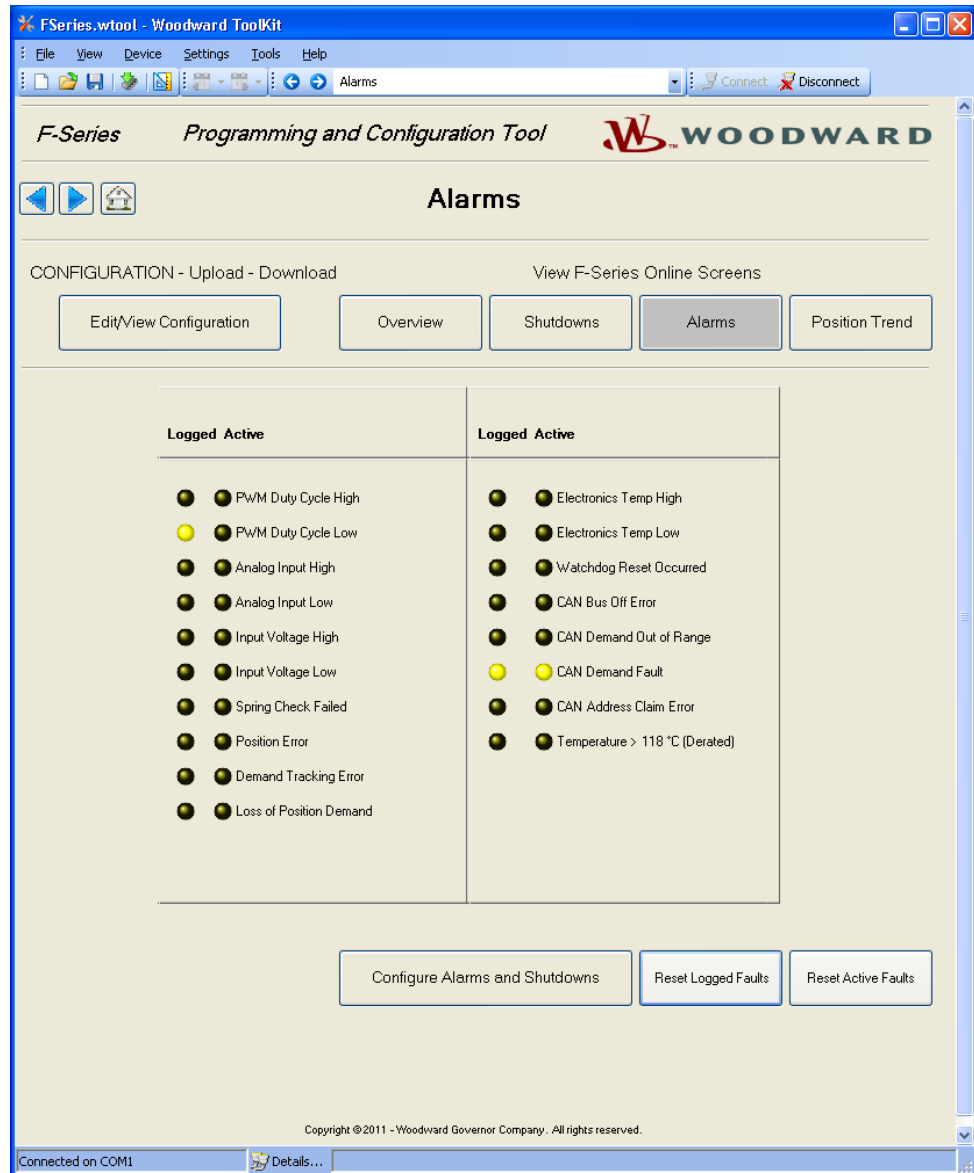 FSeries.wtool - Woodward ToolKit
File View Device Settings Tools Help
Alarms Connect Disconnect
F-Series Programming and Configuration Tool WOODWARD
Alarms
CONFIGURATION - Upload - Download View F-Series Online Screens
Edit/View Configuration Overview Shutdowns Alarms Position Trend
Logged Active Logged Active
PWM Duty Cycle High Electronics Temp High
PWM Duty Cycle Low Electronics Temp Low
Analog Input High Watchdog Reset Occurred
Analog Input Low CAN Bus Off Error
Input Voltage High CAN Demand Out of Range
Input Voltage Low CAN Demand Fault
Spring Check Failed CAN Address Claim Error
Position Error Temperature > 118 °C (Derated)
Demand Tracking Error
Loss of Position Demand
Configure Alarms and Shutdowns Reset Logged Faults Reset Active Faults
Copyright © 2011 - Woodward Governor Company. All rights reserved.
Connected on COM1 Details...